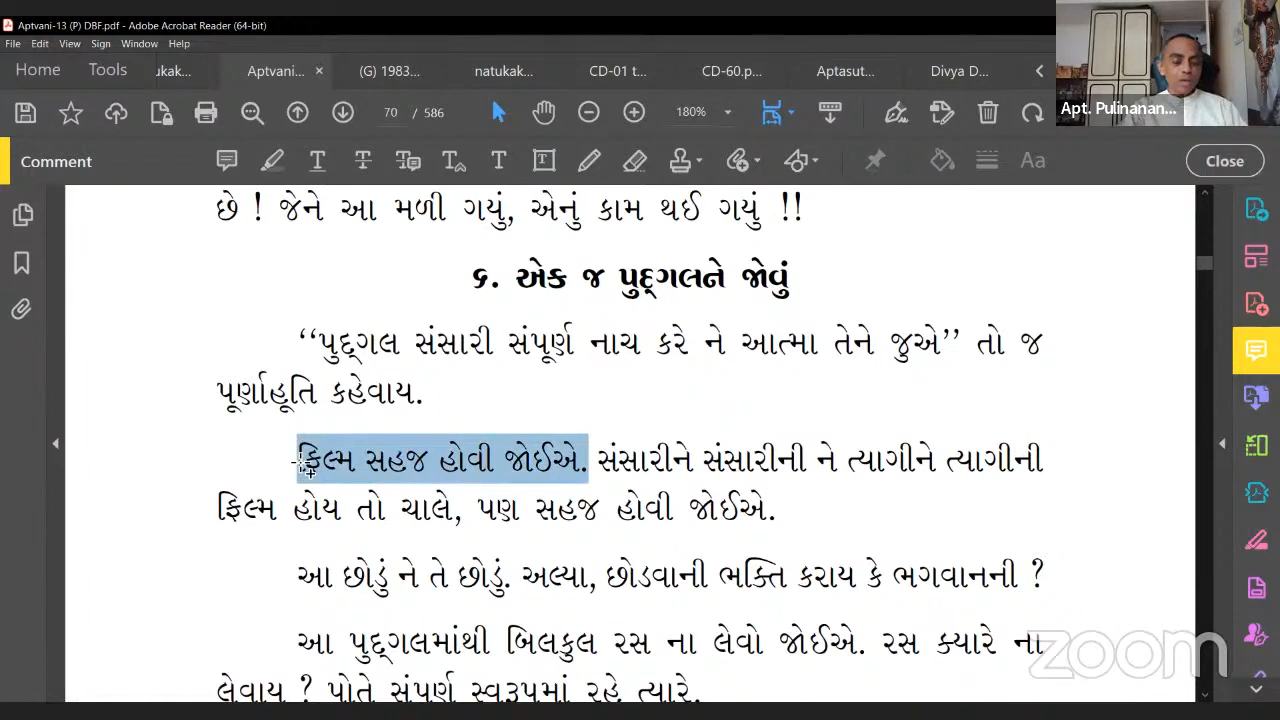 Aptvani-13 (P) DBF.pdf - Adobe Acrobat Reader (64-bit)
File Edit View Sign Window Help
Home Tools ukak... Aptvani... × (G) 1983... natukak... CD-01 t... CD-60.p... Aptasut... Divya D...
70 / 586 180%
Apt. Pulinanan...
Comment Aa Close
છે ! જેને આ મળી ગયું, એનું કામ થઈ ગયું !!
૬. એક જ પુદ્ગલને જોવું
‘‘પુદ્ગલ સંસારી સંપૂર્ણ નાચ કરે ને આત્મા તેને જુએ’’ તો જ
પૂર્ણાહૂતિ કહેવાય.
ફિલ્મ સહજ હોવી જોઈએ. સંસારીને સંસારીની ને ત્યાગીને ત્યાગીની
ફિલ્મ હોય તો ચાલે, પણ સહજ હોવી જોઈએ.
આ છોડું ને તે છોડું. અલ્યા, છોડવાની ભક્તિ કરાય કે ભગવાનની ?
આ પુદ્ગલમાંથી બિલકુલ રસ ના લેવો જોઈએ. રસ ક્યારે ના
લેવાય ? પોતે સંપૂર્ણ સ્વરૂપમાં રહે ત્યારે.
zoom